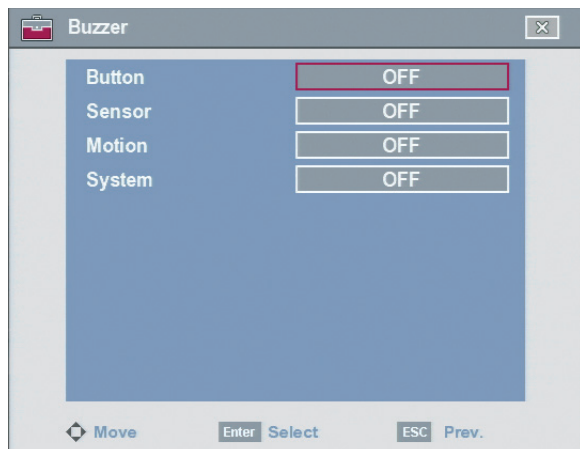 Buzzer
Button OFF
Sensor OFF
Motion OFF
System OFF
Move Enter Select ESC Prev.